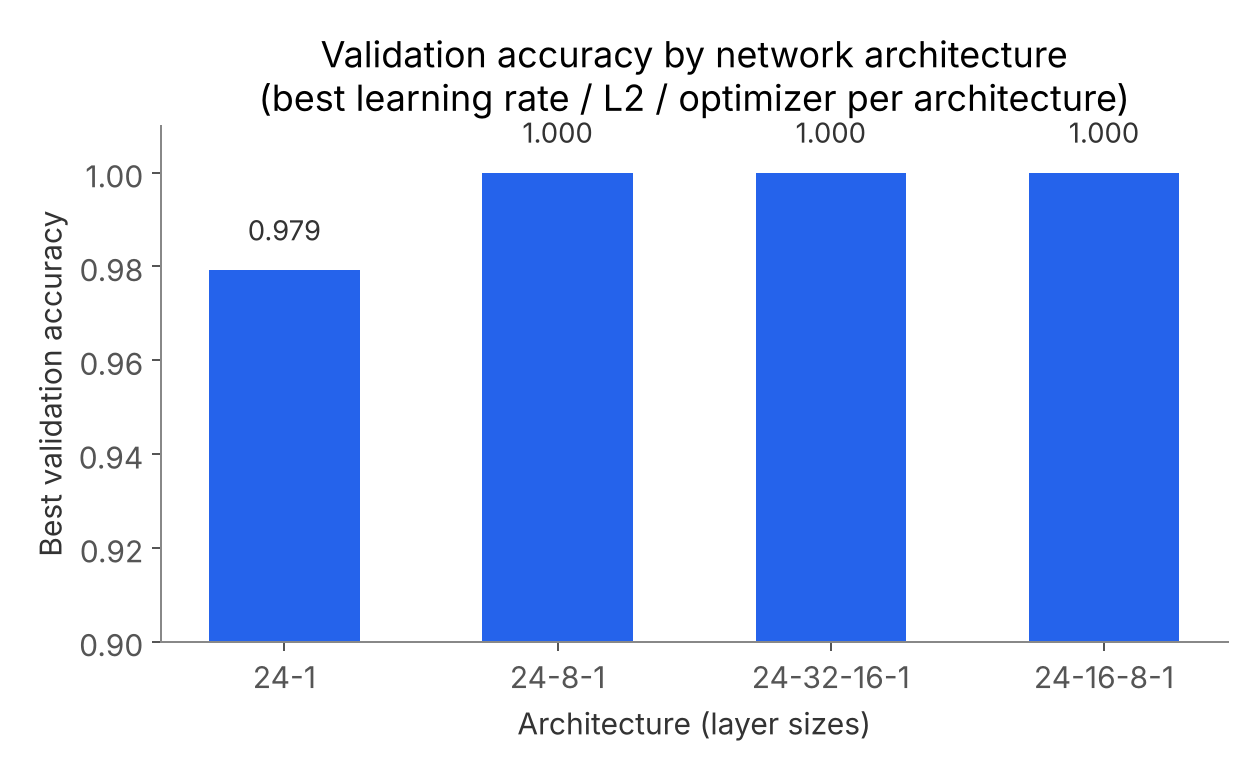 Validation accuracy by network architecture
(best learning rate / L2 / optimizer per architecture)
1.000 1.000 1.000
0.979
1.00
0.98
0.96
0.94
0.92
0.90
Best validation accuracy
24-1 24-8-1 24-32-16-1 24-16-8-1
Architecture (layer sizes)